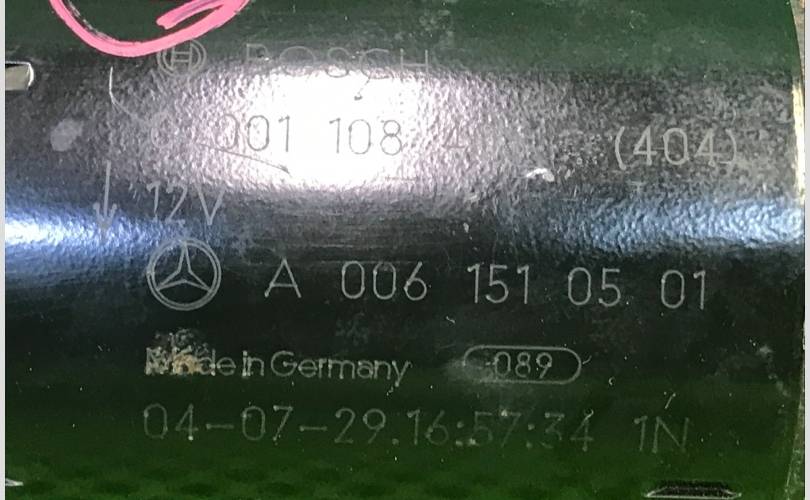 BOSCH
001 108 4 (404)
12V
A 006 151 05 01
Made in Germany 089
04-07-29.16:57:34 1N